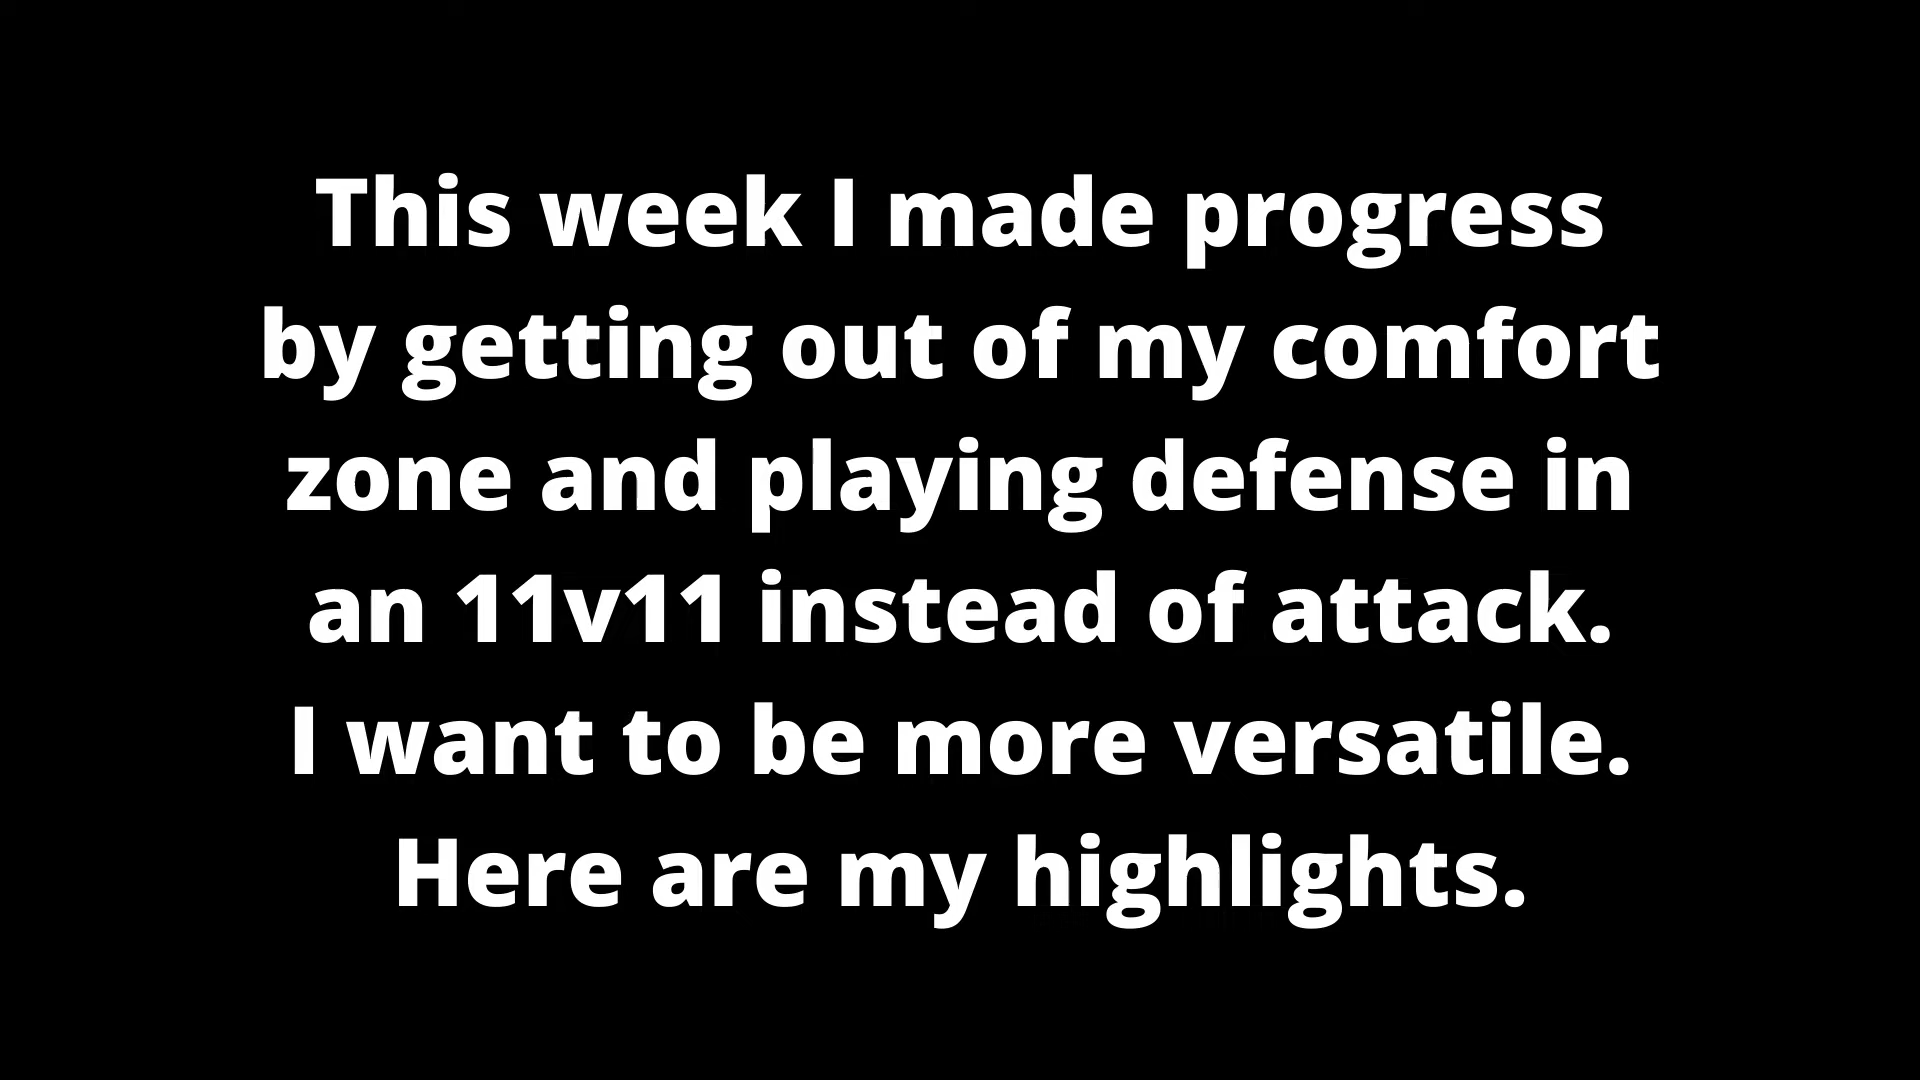 This week I made progress
by getting out of my comfort
zone and playing defense in
an 11v11 instead of attack.
I want to be more versatile.
Here are my highlights.